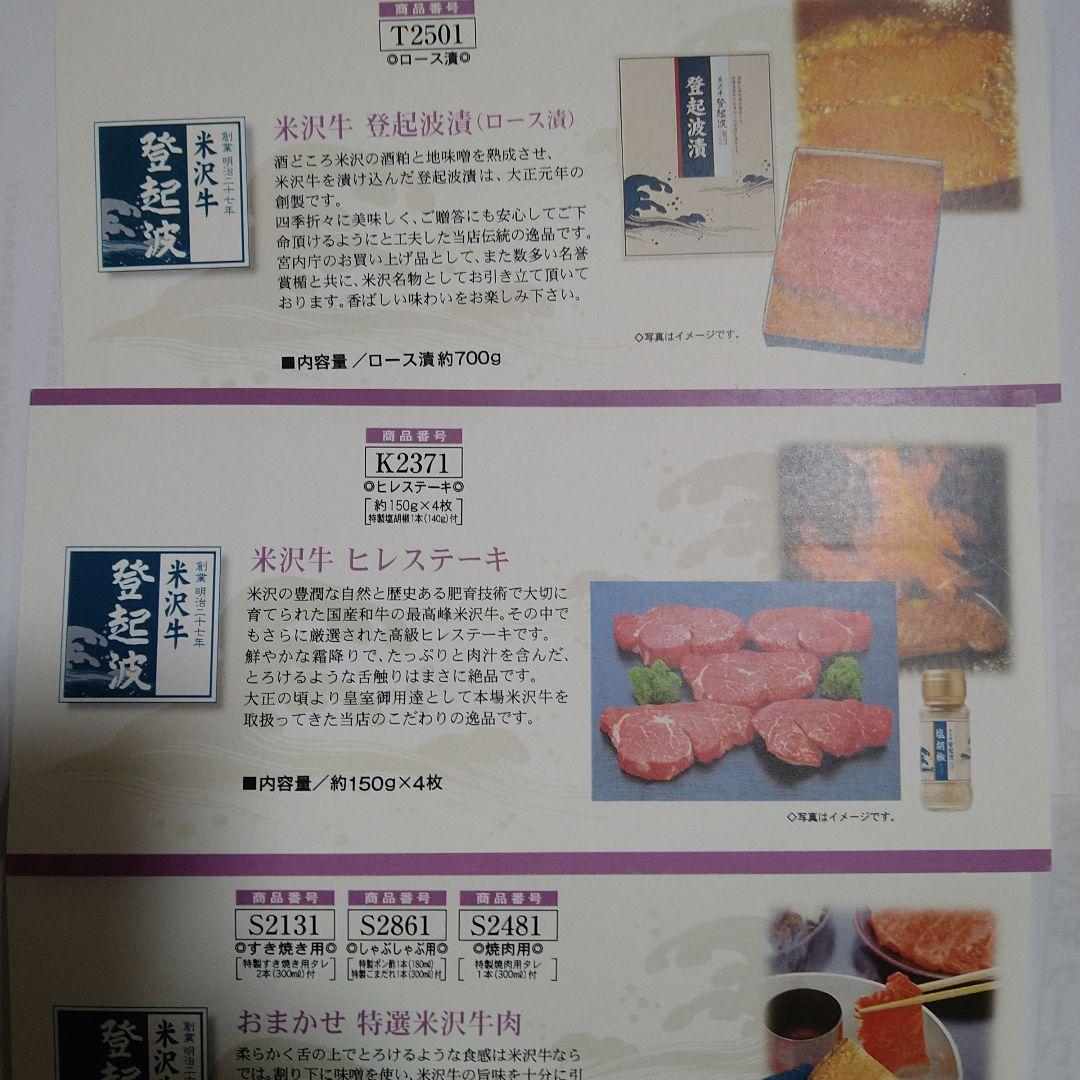 商品番号
T2501
◎ロース漬◎
創業 明治二十七年
米沢牛
登起波
米沢牛 登起波漬(ロース漬)
酒どころ米沢の酒粕と地味噌を熟成させ、
米沢牛を漬け込んだ登起波漬は、大正元年の
創製です。
四季折々に美味しく、ご贈答にも安心してご下
命頂けるようにと工夫した当店伝統の逸品です。
宮内庁のお買い上げ品として、また数多い名誉
賞楯と共に、米沢名物としてお引き立て頂いて
おります。香ばしい味わいをお楽しみ下さい。
■内容量／ロース漬 約700g
登起波漬
◇写真はイメージです。
商品番号
K2371
◎ヒレステーキ◎
約150g×4枚
特製塩胡椒1本(140g)付
創業 明治二十七年
米沢牛
登起波
米沢牛 ヒレステーキ
米沢の豊潤な自然と歴史ある肥育技術で大切に
育てられた国産和牛の最高峰米沢牛。その中で
もさらに厳選された高級ヒレステーキです。
鮮やかな霜降りで、たっぷりと肉汁を含んだ、
とろけるような舌触りはまさに絶品です。
大正の頃より皇室御用達として本場米沢牛を
取扱ってきた当店のこだわりの逸品です。
■内容量／約150g×4枚
塩胡椒
◇写真はイメージです。
商品番号 商品番号 商品番号
S2131 S2861 S2481
◎すき焼き用◎ ◎しゃぶしゃぶ用◎ ◎焼肉用◎
特製すき焼き用タレ 特製ポン酢1本(180㎖) 特製焼肉用タレ
2本(300㎖)付 特製ごまだれ1本(300㎖)付 1本(300㎖)付
創業 明治二十
米沢
登起
おまかせ 特選米沢牛肉
柔らかく舌の上でとろけるような食感は米沢牛なら
では。割り下に味噌を使い、米沢牛の旨味を十分に引